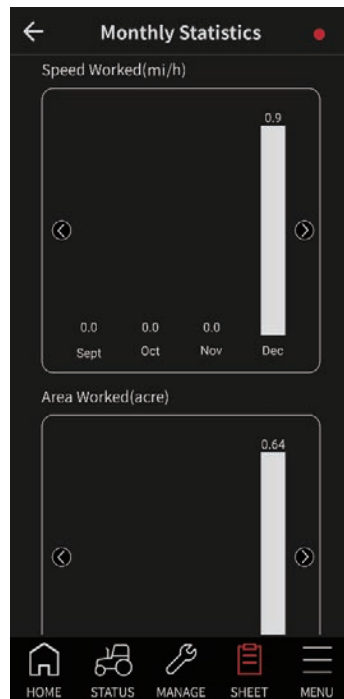 Monthly Statistics
Speed Worked(mi/h)
0.9
0.0 0.0 0.0
Sept Oct Nov Dec
Area Worked(acre)
0.64
HOME STATUS MANAGE SHEET MENU